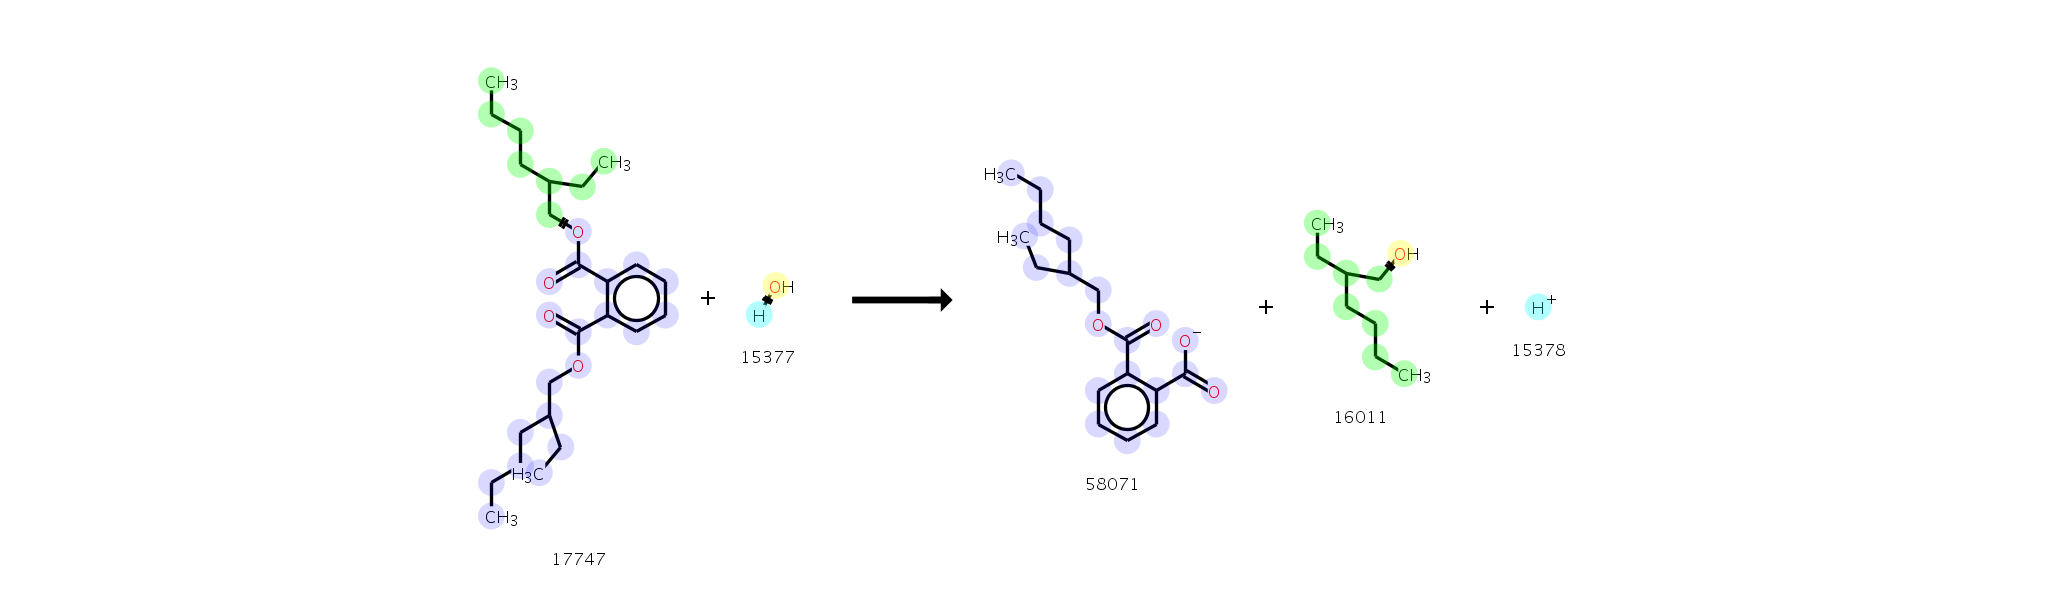 CH3
CH3
O
O
O
O
H3C
CH3
17747
+
OH
H
15377
H3C
H3C
O
O
O−
O
58071
+
CH3
OH
CH3
16011
+
H+
15378